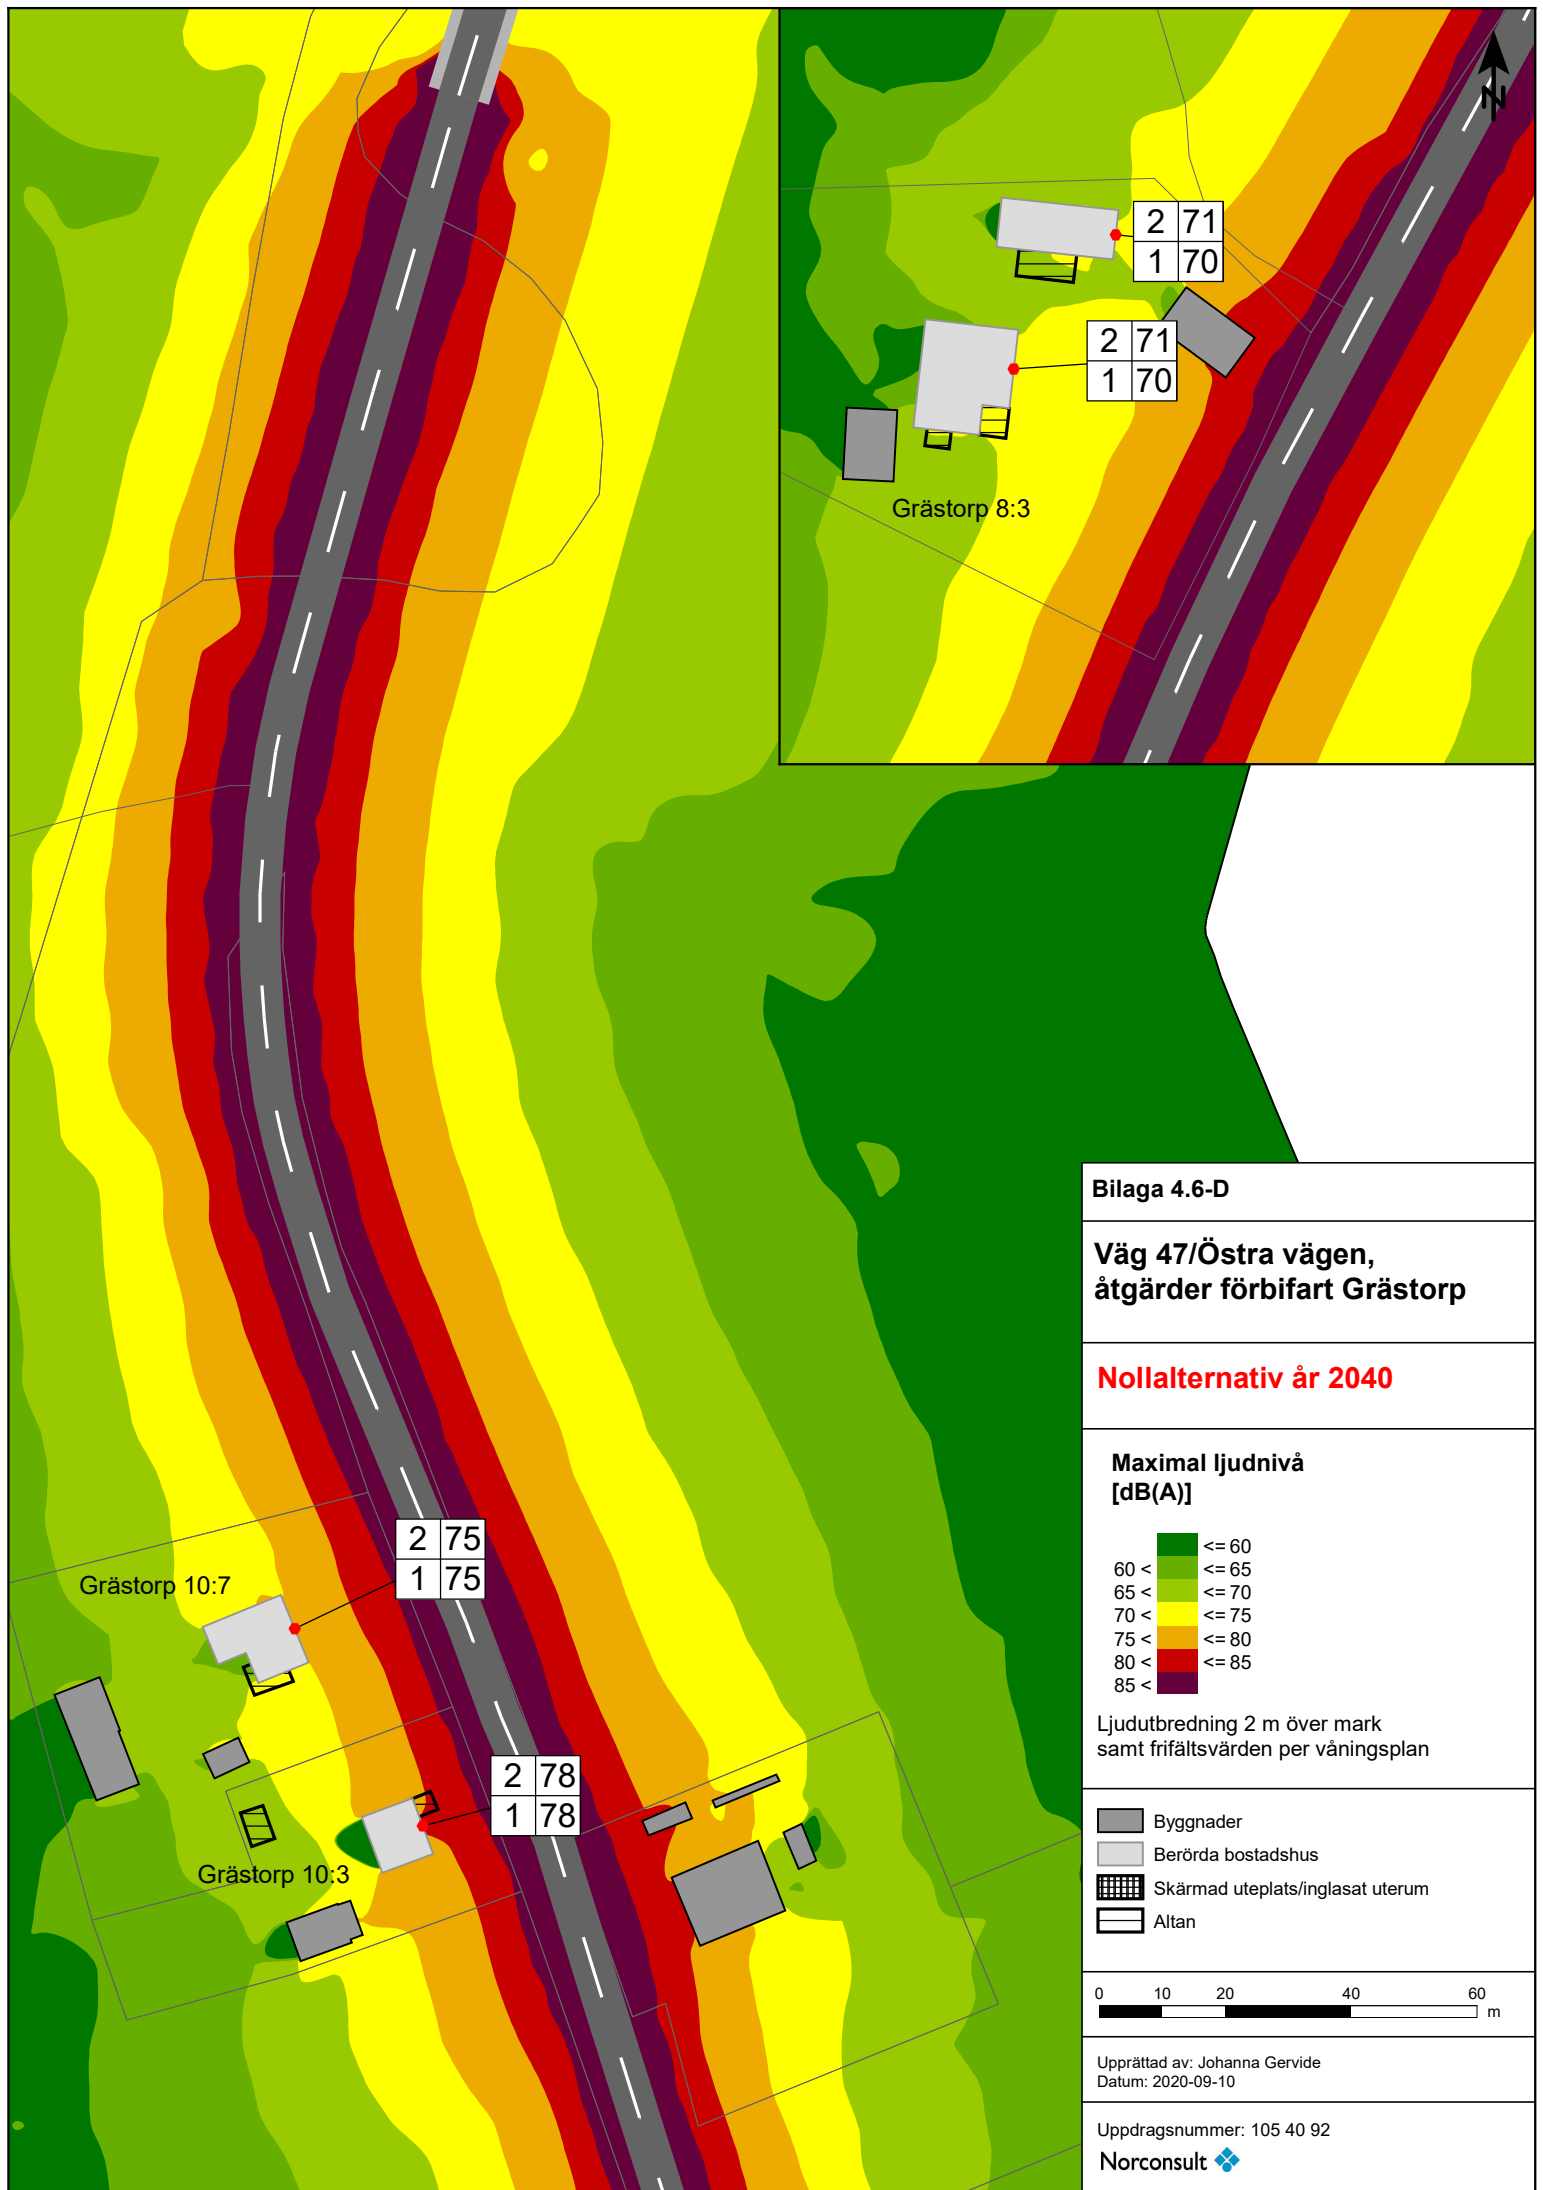 N
2 71
1 70
2 71
1 70
Grästorp 8:3
2 75
1 75
Grästorp 10:7
2 78
1 78
Grästorp 10:3
Bilaga 4.6-D
Väg 47/Östra vägen,
åtgärder förbifart Grästorp
Nollalternativ år 2040
Maximal ljudnivå
[dB(A)]
<= 60
60 < <= 65
65 < <= 70
70 < <= 75
75 < <= 80
80 < <= 85
85 <
Ljudutbredning 2 m över mark
samt frifältsvärden per våningsplan
Byggnader
Berörda bostadshus
Skärmad uteplats/inglasat uterum
Altan
0 10 20 40 60
m
Upprättad av: Johanna Gervide
Datum: 2020-09-10
Uppdragsnummer: 105 40 92
Norconsult